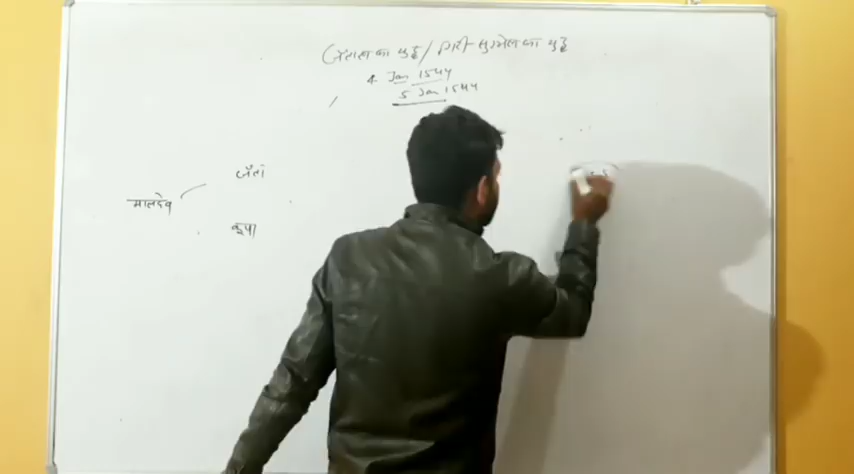 जैतारण का युद्ध / गिरी सुमेल का युद्ध
4 Jan 1544
5 Jan 1544
जैता
मालदेव
कूपा